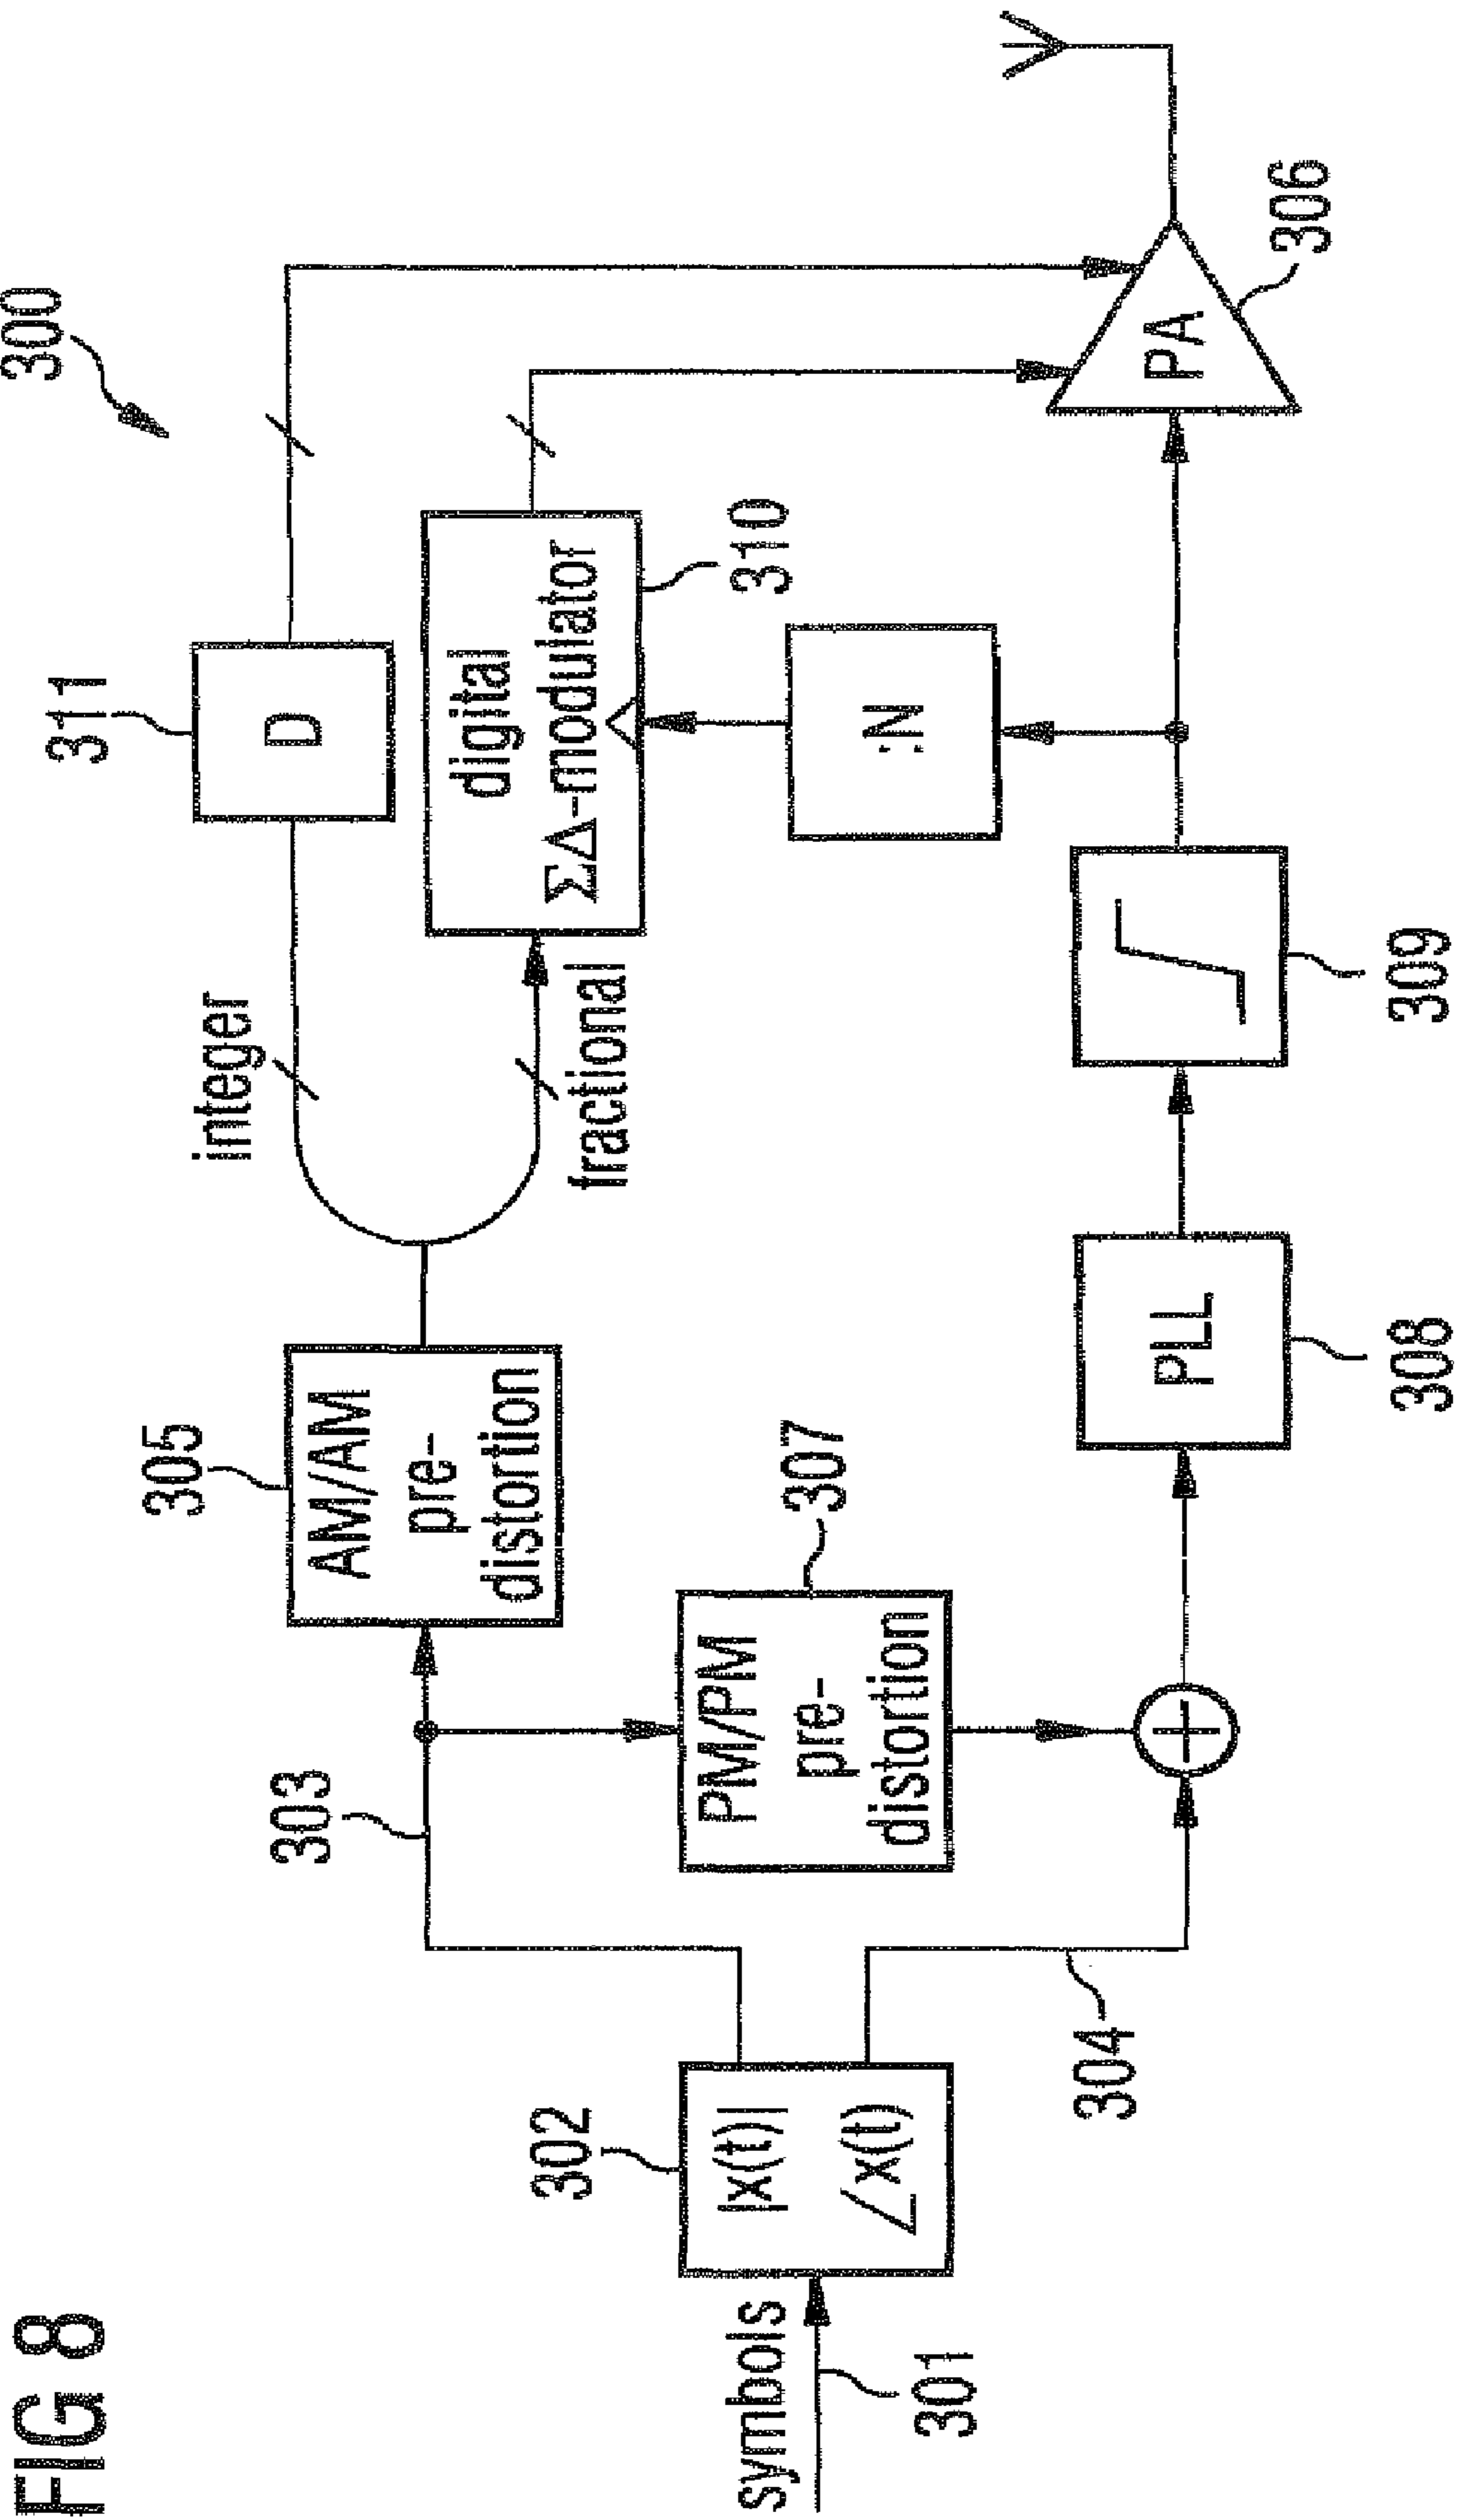 FIG 8
300
symbols
301
302
|x(t)|
∠x(t)
303
304
305
AM/AM
pre-
distortion
307
PM/PM
pre-
distortion
+
integer
fractional
311
D
digital
ΣΔ-modulator
310
:N
PLL
308
309
PA
306